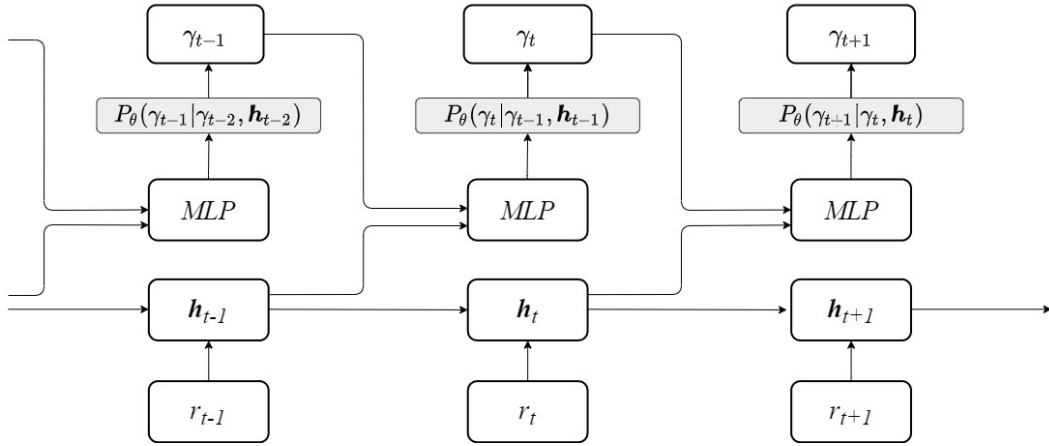 γ_{t−1} γ_t γ_{t+1}
P_θ(γ_{t−1}|γ_{t−2}, h_{t−2}) P_θ(γ_t|γ_{t−1}, h_{t−1}) P_θ(γ_{t+1}|γ_t, h_t)
MLP MLP MLP
h_{t-1} h_t h_{t+1}
r_{t-1} r_t r_{t+1}